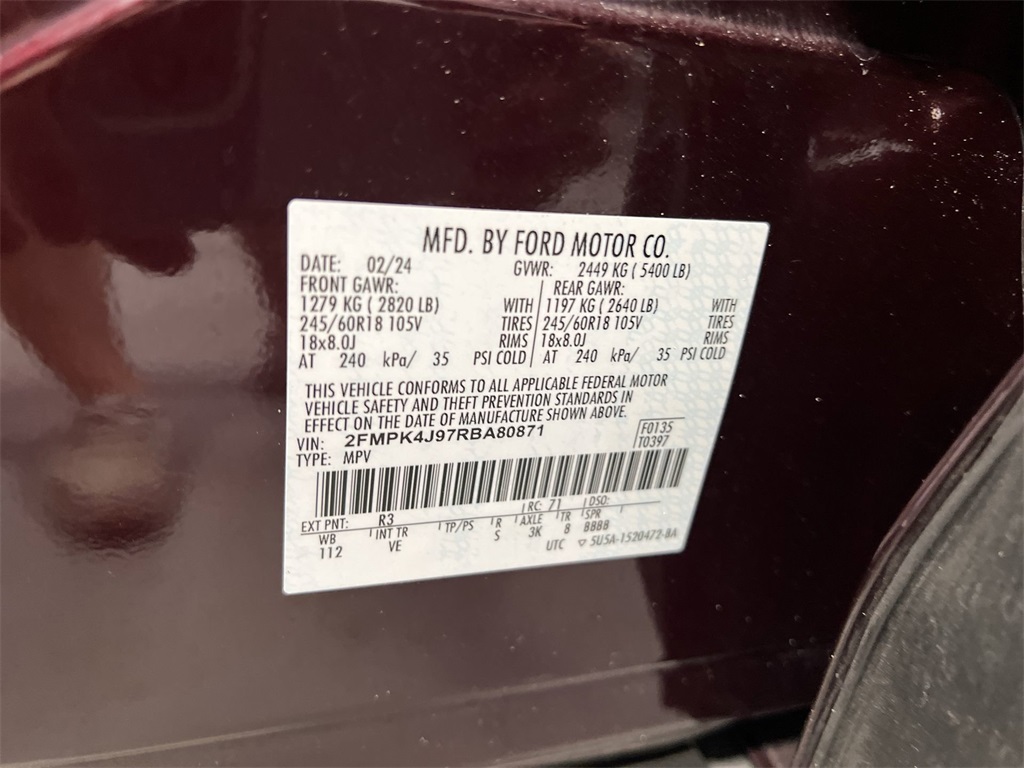 MFD. BY FORD MOTOR CO.
DATE: 02/24 GVWR: 2449 KG ( 5400 LB)
FRONT GAWR: REAR GAWR:
1279 KG ( 2820 LB) WITH 1197 KG ( 2640 LB) WITH
245/60R18 105V TIRES 245/60R18 105V TIRES
18x8.0J RIMS 18x8.0J RIMS
AT 240 kPa/ 35 PSI COLD AT 240 kPa/ 35 PSI COLD
THIS VEHICLE CONFORMS TO ALL APPLICABLE FEDERAL MOTOR
VEHICLE SAFETY AND THEFT PREVENTION STANDARDS IN
EFFECT ON THE DATE OF MANUFACTURE SHOWN ABOVE.
VIN: 2FMPK4J97RBA80871 F0135
TYPE: MPV T0397
EXT PNT: R3 RC: 71 DSO:
WB INT TR TP/PS R AXLE TR SPR
112 VE S 3K 8 8888
UTC ▽ 5U5A-1520472-8A